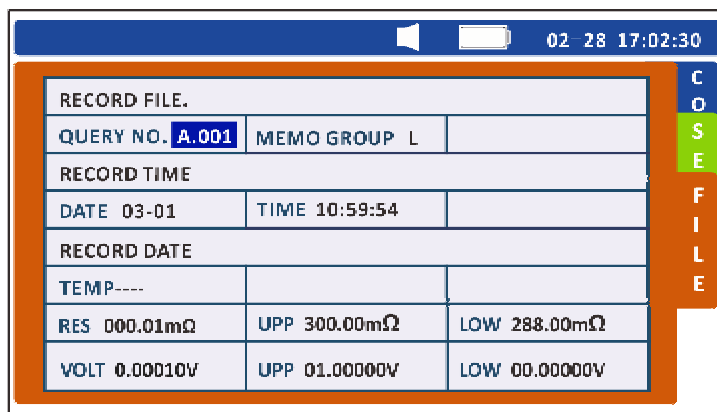 02-28 17:02:30
RECORD FILE.
QUERY NO. A.001 MEMO GROUP L
RECORD TIME
DATE 03-01 TIME 10:59:54
RECORD DATE
TEMP----
RES 000.01mΩ UPP 300.00mΩ LOW 288.00mΩ
VOLT 0.00010V UPP 01.00000V LOW 00.00000V
C
O
S
E
F
I
L
E